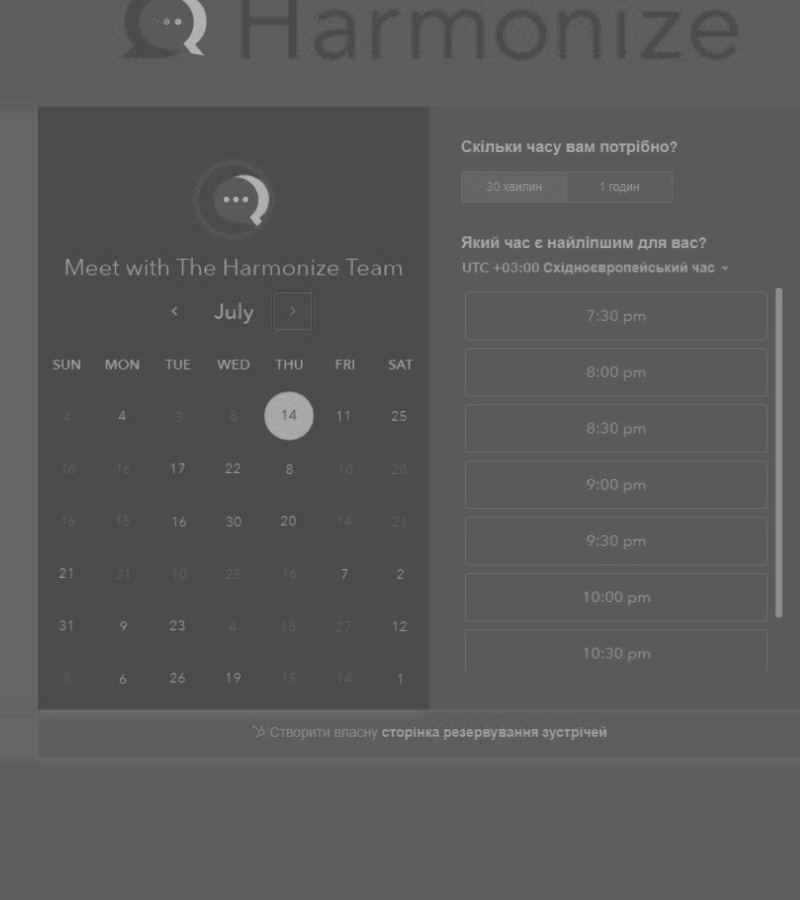 Harmonize
Meet with The Harmonize Team
July
SUN MON TUE WED THU FRI SAT
4 4 3 8 14 11 25
16 16 17 22 8 10 28
16 15 16 30 20 14 21
21 31 10 28 16 7 2
31 9 23 4 18 27 12
8 6 26 19 15 14 1
Скільки часу вам потрібно?
30 хвилин 1 годин
Який час є найліпшим для вас?
UTC +03:00 Східноєвропейський час
7:30 pm
8:00 pm
8:30 pm
9:00 pm
9:30 pm
10:00 pm
10:30 pm
Створити власну сторінка резервування зустрічей